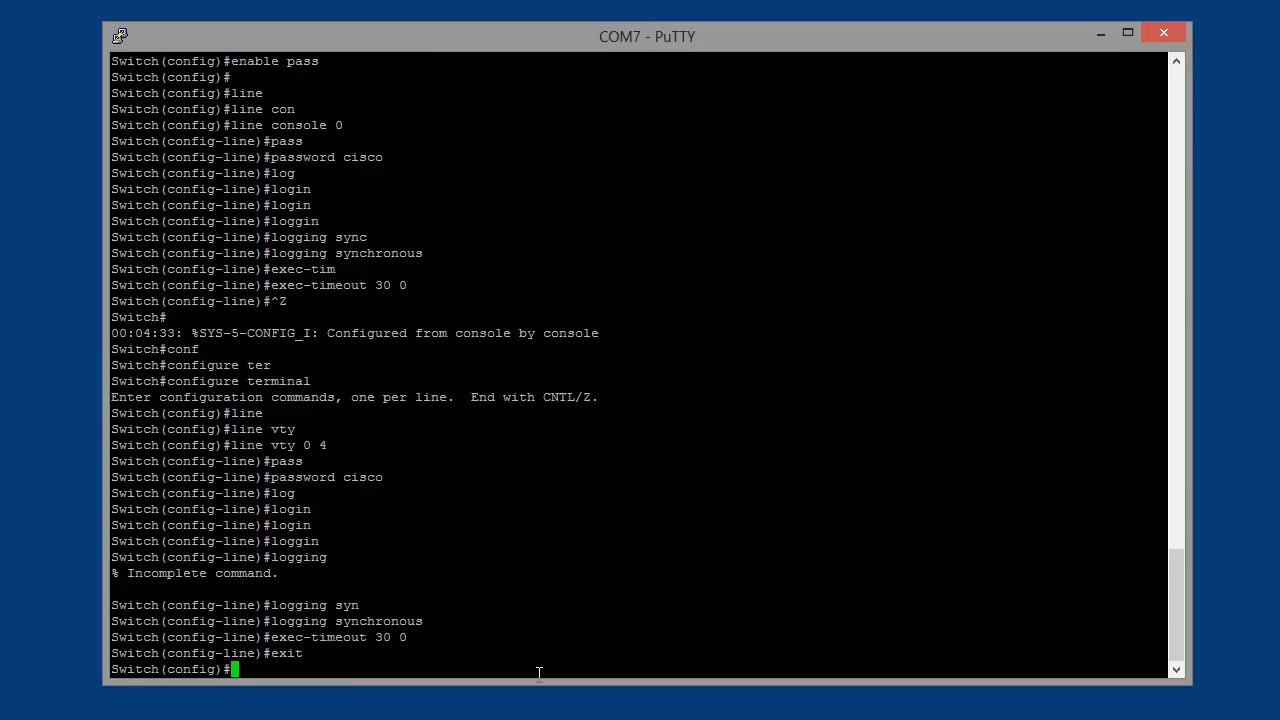 COM7 - PuTTY
Switch(config)#enable pass
Switch(config)#
Switch(config)#line
Switch(config)#line con
Switch(config)#line console 0
Switch(config-line)#pass
Switch(config-line)#password cisco
Switch(config-line)#log
Switch(config-line)#login
Switch(config-line)#login
Switch(config-line)#loggin
Switch(config-line)#logging sync
Switch(config-line)#logging synchronous
Switch(config-line)#exec-tim
Switch(config-line)#exec-timeout 30 0
Switch(config-line)#^Z
Switch#
00:04:33: %SYS-5-CONFIG_I: Configured from console by console
Switch#conf
Switch#configure ter
Switch#configure terminal
Enter configuration commands, one per line.  End with CNTL/Z.
Switch(config)#line
Switch(config)#line vty
Switch(config)#line vty 0 4
Switch(config-line)#pass
Switch(config-line)#password cisco
Switch(config-line)#log
Switch(config-line)#login
Switch(config-line)#login
Switch(config-line)#loggin
Switch(config-line)#logging
% Incomplete command.
Switch(config-line)#logging syn
Switch(config-line)#logging synchronous
Switch(config-line)#exec-timeout 30 0
Switch(config-line)#exit
Switch(config)#